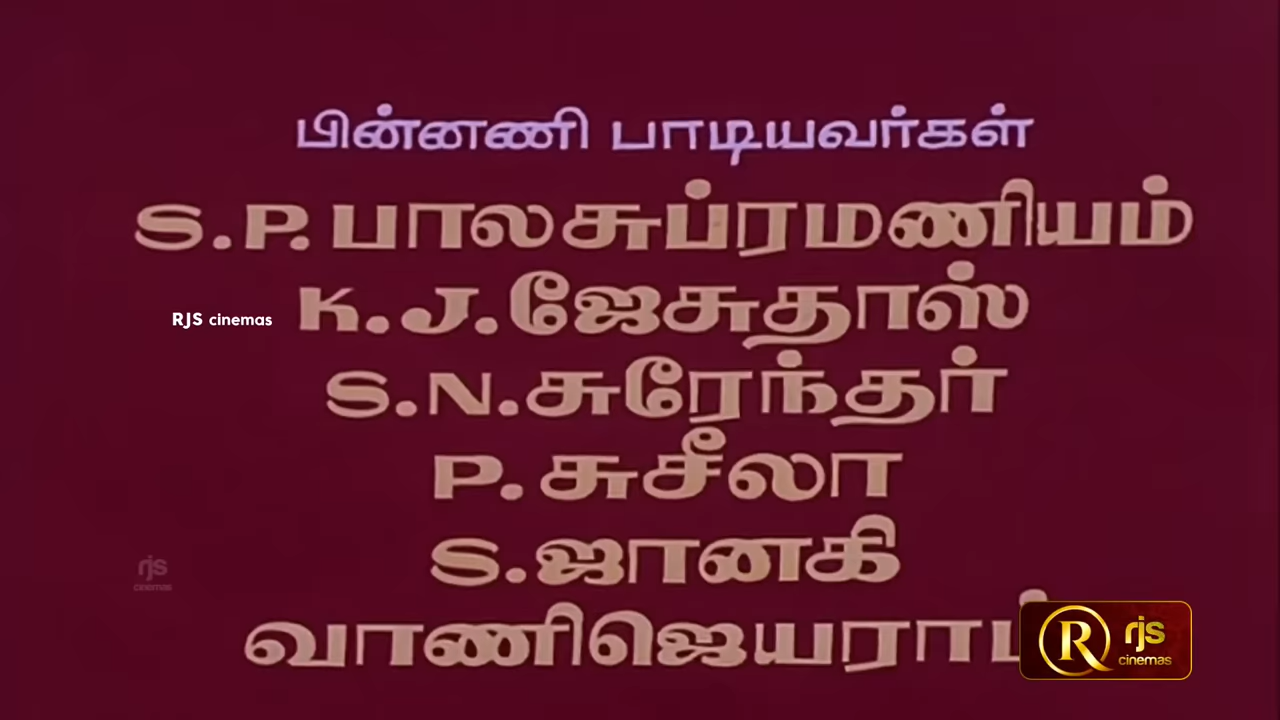 பின்னணி பாடியவர்கள்
S.P. பாலசுப்ரமணியம்
RJS cinemas
K.J.ஜேசுதாஸ்
S.N.சுரேந்தர்
P.சுசீலா
S.ஜானகி
rjs
cinemas
வாணிஜெயராம்
R rjs
cinemas